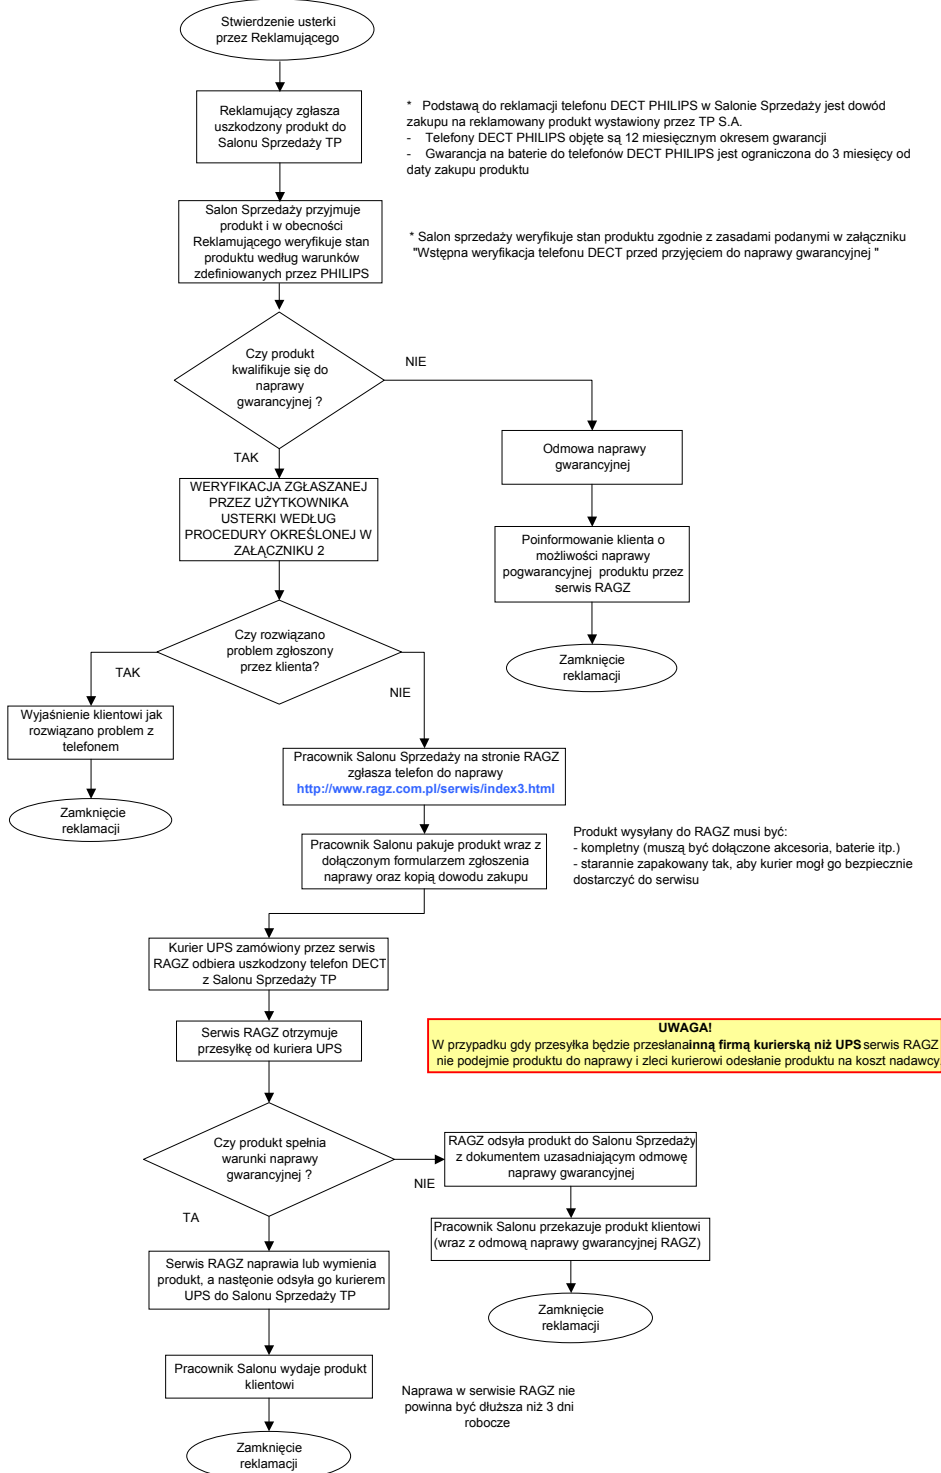 Stwierdzenie usterki
przez Reklamującego
Reklamujący zgłasza
uszkodzony produkt do
Salonu Sprzedaży TP
* Podstawą do reklamacji telefonu DECT PHILIPS w Salonie Sprzedaży jest dowód
zakupu na reklamowany produkt wystawiony przez TP S.A.
- Telefony DECT PHILIPS objęte są 12 miesięcznym okresem gwarancji
- Gwarancja na baterie do telefonów DECT PHILIPS jest ograniczona do 3 miesięcy od
daty zakupu produktu
Salon Sprzedaży przyjmuje
produkt i w obecności
Reklamującego weryfikuje stan
produktu według warunków
zdefiniowanych przez PHILIPS
* Salon sprzedaży weryfikuje stan produktu zgodnie z zasadami podanymi w załączniku
"Wstępna weryfikacja telefonu DECT przed przyjęciem do naprawy gwarancyjnej "
Czy produkt
kwalifikuje się do
naprawy
gwarancyjnej ?
NIE
TAK
Odmowa naprawy
gwarancyjnej
WERYFIKACJA ZGŁASZANEJ
PRZEZ UŻYTKOWNIKA
USTERKI WEDŁUG
PROCEDURY OKREŚLONEJ W
ZAŁĄCZNIKU 2
Poinformowanie klienta o
możliwości naprawy
pogwarancyjnej produktu przez
serwis RAGZ
Zamknięcie
reklamacji
Czy rozwiązano
problem zgłoszony
przez klienta?
TAK
NIE
Wyjaśnienie klientowi jak
rozwiązano problem z
telefonem
Zamknięcie
reklamacji
Pracownik Salonu Sprzedaży na stronie RAGZ
zgłasza telefon do naprawy
http://www.ragz.com.pl/serwis/index3.html
Pracownik Salonu pakuje produkt wraz z
dołączonym formularzem zgłoszenia
naprawy oraz kopią dowodu zakupu
Produkt wysyłany do RAGZ musi być:
- kompletny (muszą być dołączone akcesoria, baterie itp.)
- starannie zapakowany tak, aby kurier mogł go bezpiecznie
dostarczyć do serwisu
Kurier UPS zamówiony przez serwis
RAGZ odbiera uszkodzony telefon DECT
z Salonu Sprzedaży TP
Serwis RAGZ otrzymuje
przesyłkę od kuriera UPS
UWAGA!
W przypadku gdy przesyłka będzie przesłanainną firmą kurierską niż UPS serwis RAGZ
nie podejmie produktu do naprawy i zleci kurierowi odesłanie produktu na koszt nadawcy.
Czy produkt spełnia
warunki naprawy
gwarancyjnej ?
NIE
TA
RAGZ odsyła produkt do Salonu Sprzedaży
z dokumentem uzasadniającym odmowę
naprawy gwarancyjnej
Pracownik Salonu przekazuje produkt klientowi
(wraz z odmową naprawy gwarancyjnej RAGZ)
Zamknięcie
reklamacji
Serwis RAGZ naprawia lub wymienia
produkt, a nastęonie odsyła go kurierem
UPS do Salonu Sprzedaży TP
Pracownik Salonu wydaje produkt
klientowi
Naprawa w serwisie RAGZ nie
powinna być dłuższa niż 3 dni
robocze
Zamknięcie
reklamacji